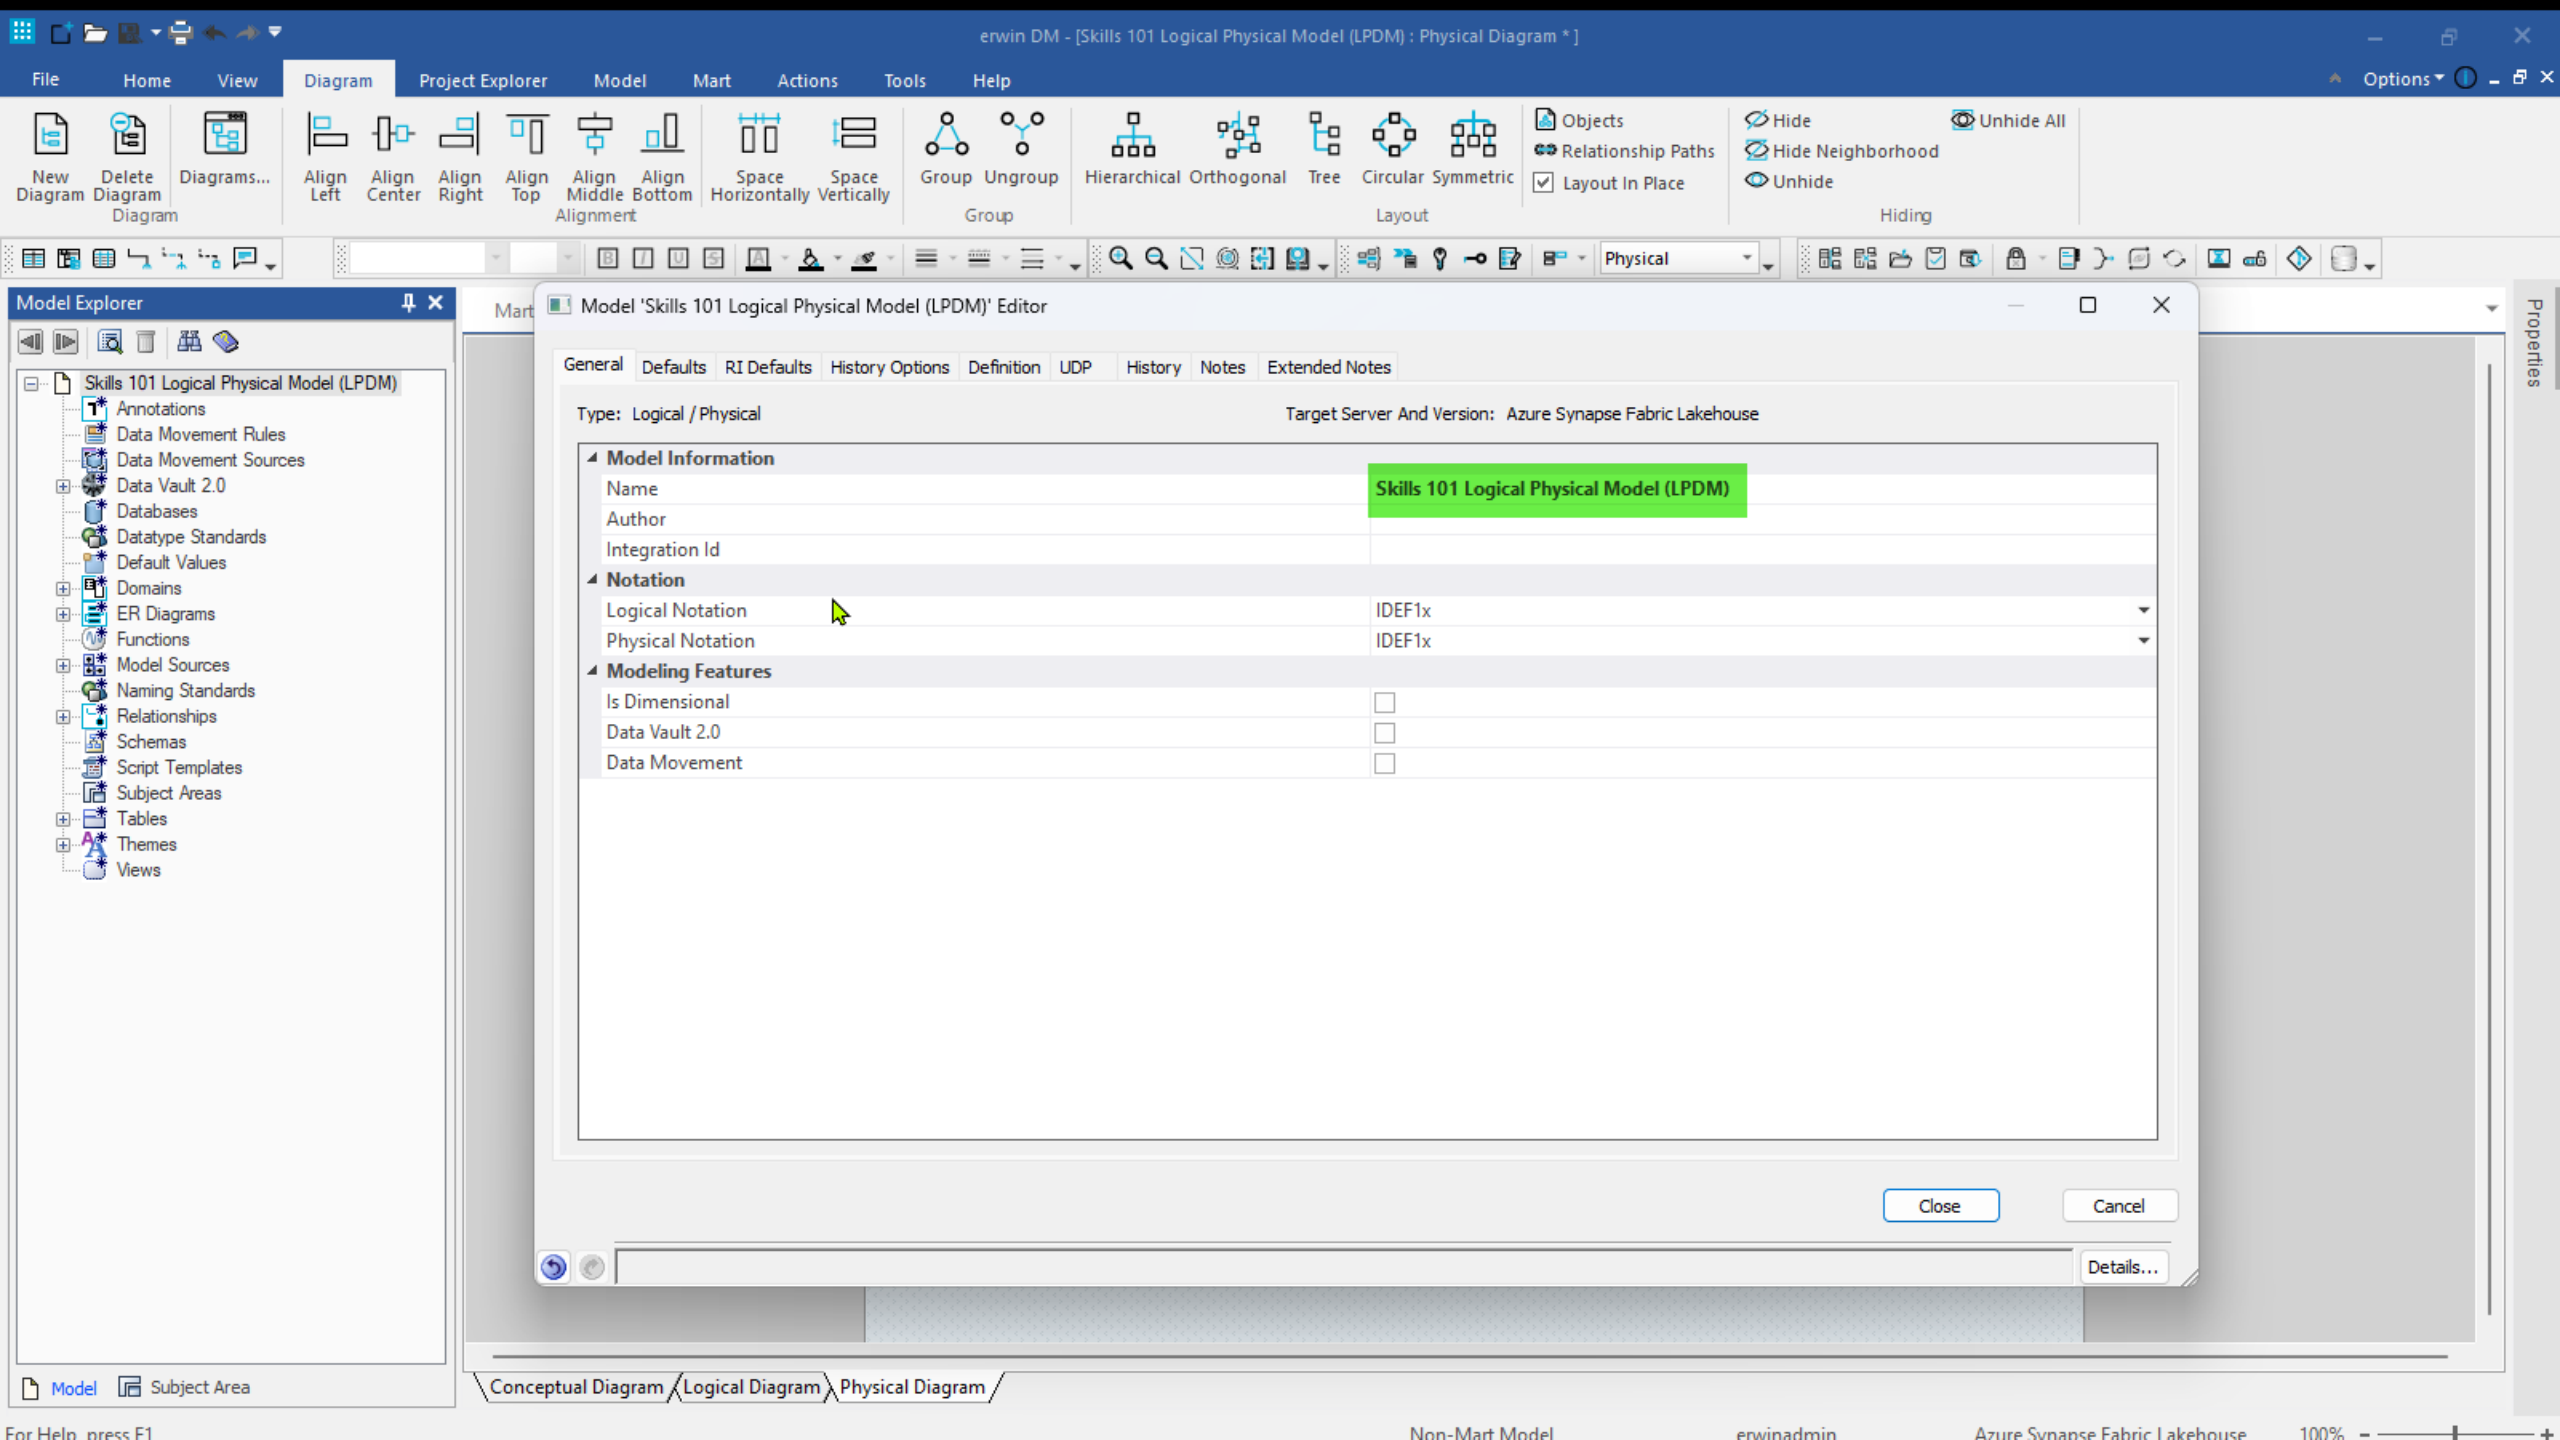 erwin DM - [Skills 101 Logical Physical Model (LPDM) : Physical Diagram * ]
File Home View Diagram Project Explorer Model Mart Actions Tools Help Options
New Diagram
Delete Diagram
Diagrams...
Diagram
Align Left
Align Center
Align Right
Align Top
Align Middle
Align Bottom
Space Horizontally
Space Vertically
Alignment
Group
Ungroup
Group
Hierarchical
Orthogonal
Tree
Circular
Symmetric
Objects
Relationship Paths
Layout In Place
Layout
Hide
Hide Neighborhood
Unhide
Unhide All
Hiding
Physical
Model Explorer
Skills 101 Logical Physical Model (LPDM)
Annotations
Data Movement Rules
Data Movement Sources
Data Vault 2.0
Databases
Datatype Standards
Default Values
Domains
ER Diagrams
Functions
Model Sources
Naming Standards
Relationships
Schemas
Script Templates
Subject Areas
Tables
Themes
Views
Model Subject Area
Mart
Properties
Model 'Skills 101 Logical Physical Model (LPDM)' Editor
General Defaults RI Defaults History Options Definition UDP History Notes Extended Notes
Type: Logical / Physical Target Server And Version: Azure Synapse Fabric Lakehouse
Model Information
Name Skills 101 Logical Physical Model (LPDM)
Author
Integration Id
Notation
Logical Notation IDEF1x
Physical Notation IDEF1x
Modeling Features
Is Dimensional
Data Vault 2.0
Data Movement
Close Cancel
Details...
Conceptual Diagram Logical Diagram Physical Diagram
For Help, press F1 Non-Mart Model erwinadmin Azure Synapse Fabric Lakehouse 100%